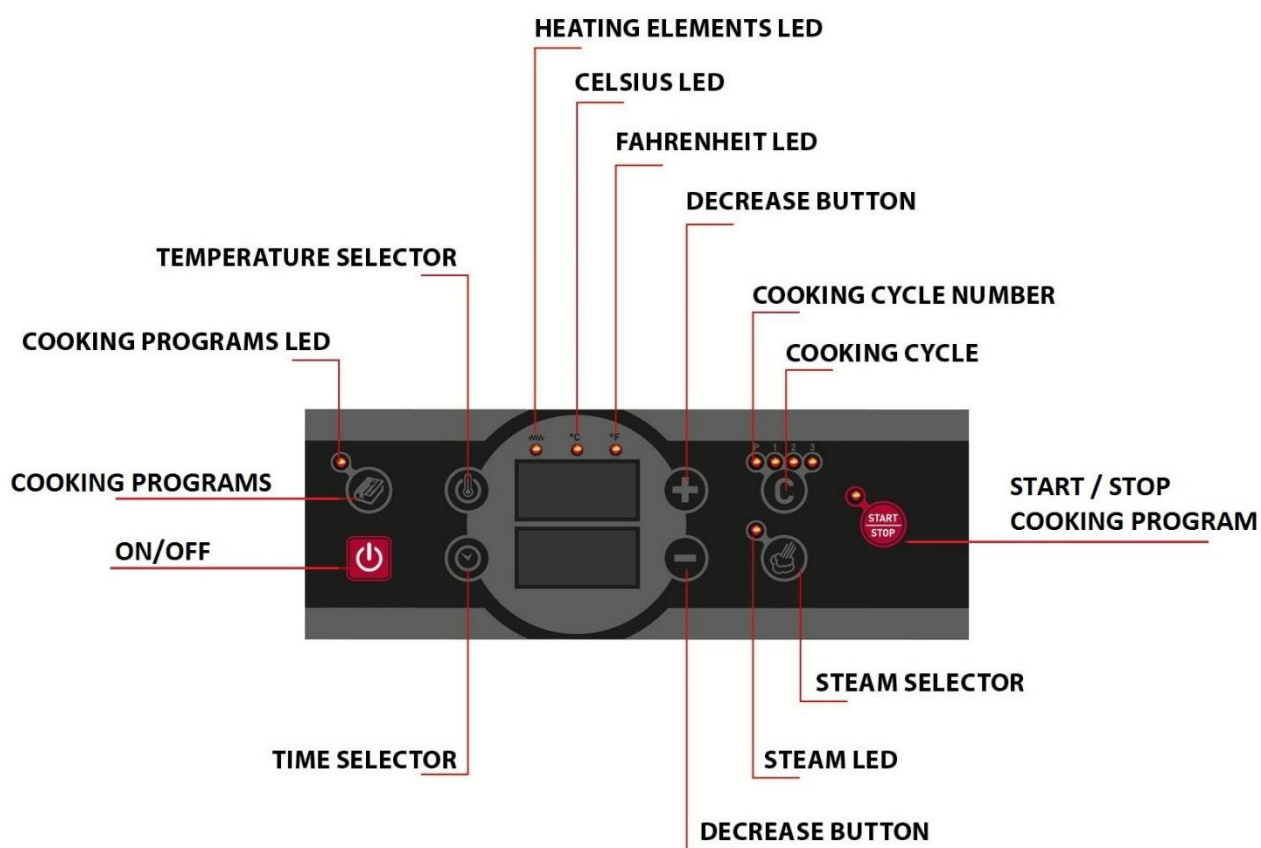 HEATING ELEMENTS LED
CELSIUS LED
FAHRENHEIT LED
DECREASE BUTTON
TEMPERATURE SELECTOR
COOKING CYCLE NUMBER
COOKING PROGRAMS LED
COOKING CYCLE
°C
°F
P 1 2 3
COOKING PROGRAMS
C
START / STOP
COOKING PROGRAM
START
STOP
ON/OFF
STEAM SELECTOR
TIME SELECTOR
STEAM LED
DECREASE BUTTON